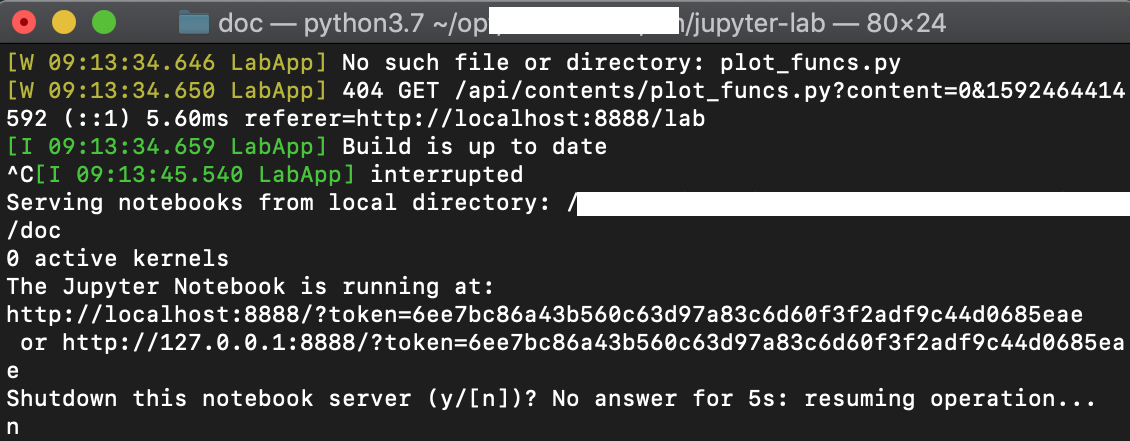 doc — python3.7 ~/op /jupyter-lab — 80×24
[W 09:13:34.646 LabApp] No such file or directory: plot_funcs.py
[W 09:13:34.650 LabApp] 404 GET /api/contents/plot_funcs.py?content=0&1592464414
592 (::1) 5.60ms referer=http://localhost:8888/lab
[I 09:13:34.659 LabApp] Build is up to date
^C[I 09:13:45.540 LabApp] interrupted
Serving notebooks from local directory: /
/doc
0 active kernels
The Jupyter Notebook is running at:
http://localhost:8888/?token=6ee7bc86a43b560c63d97a83c6d60f3f2adf9c44d0685eae
 or http://127.0.0.1:8888/?token=6ee7bc86a43b560c63d97a83c6d60f3f2adf9c44d0685ea
e
Shutdown this notebook server (y/[n])? No answer for 5s: resuming operation...
n